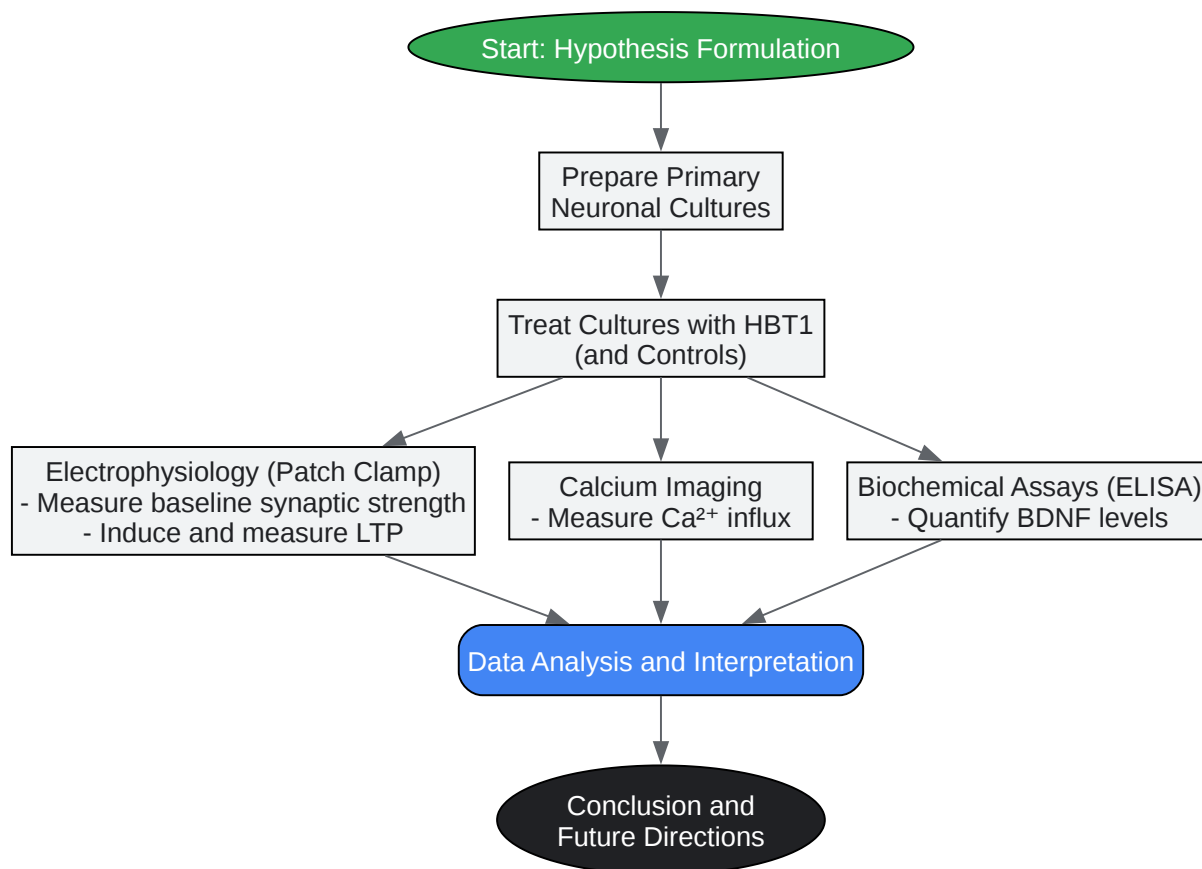 Start: Hypothesis Formulation
Prepare Primary
Neuronal Cultures
Treat Cultures with HBT1
(and Controls)
Electrophysiology (Patch Clamp)
- Measure baseline synaptic strength
- Induce and measure LTP
Calcium Imaging
- Measure Ca²⁺ influx
Biochemical Assays (ELISA)
- Quantify BDNF levels
Data Analysis and Interpretation
Conclusion and
Future Directions